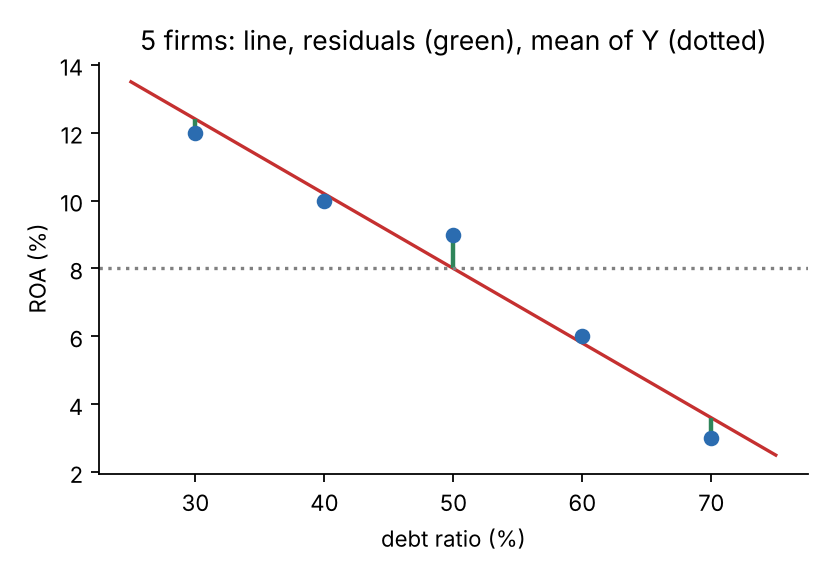 5 firms: line, residuals (green), mean of Y (dotted)
14
12
10
8
6
4
2
ROA (%)
30 40 50 60 70
debt ratio (%)